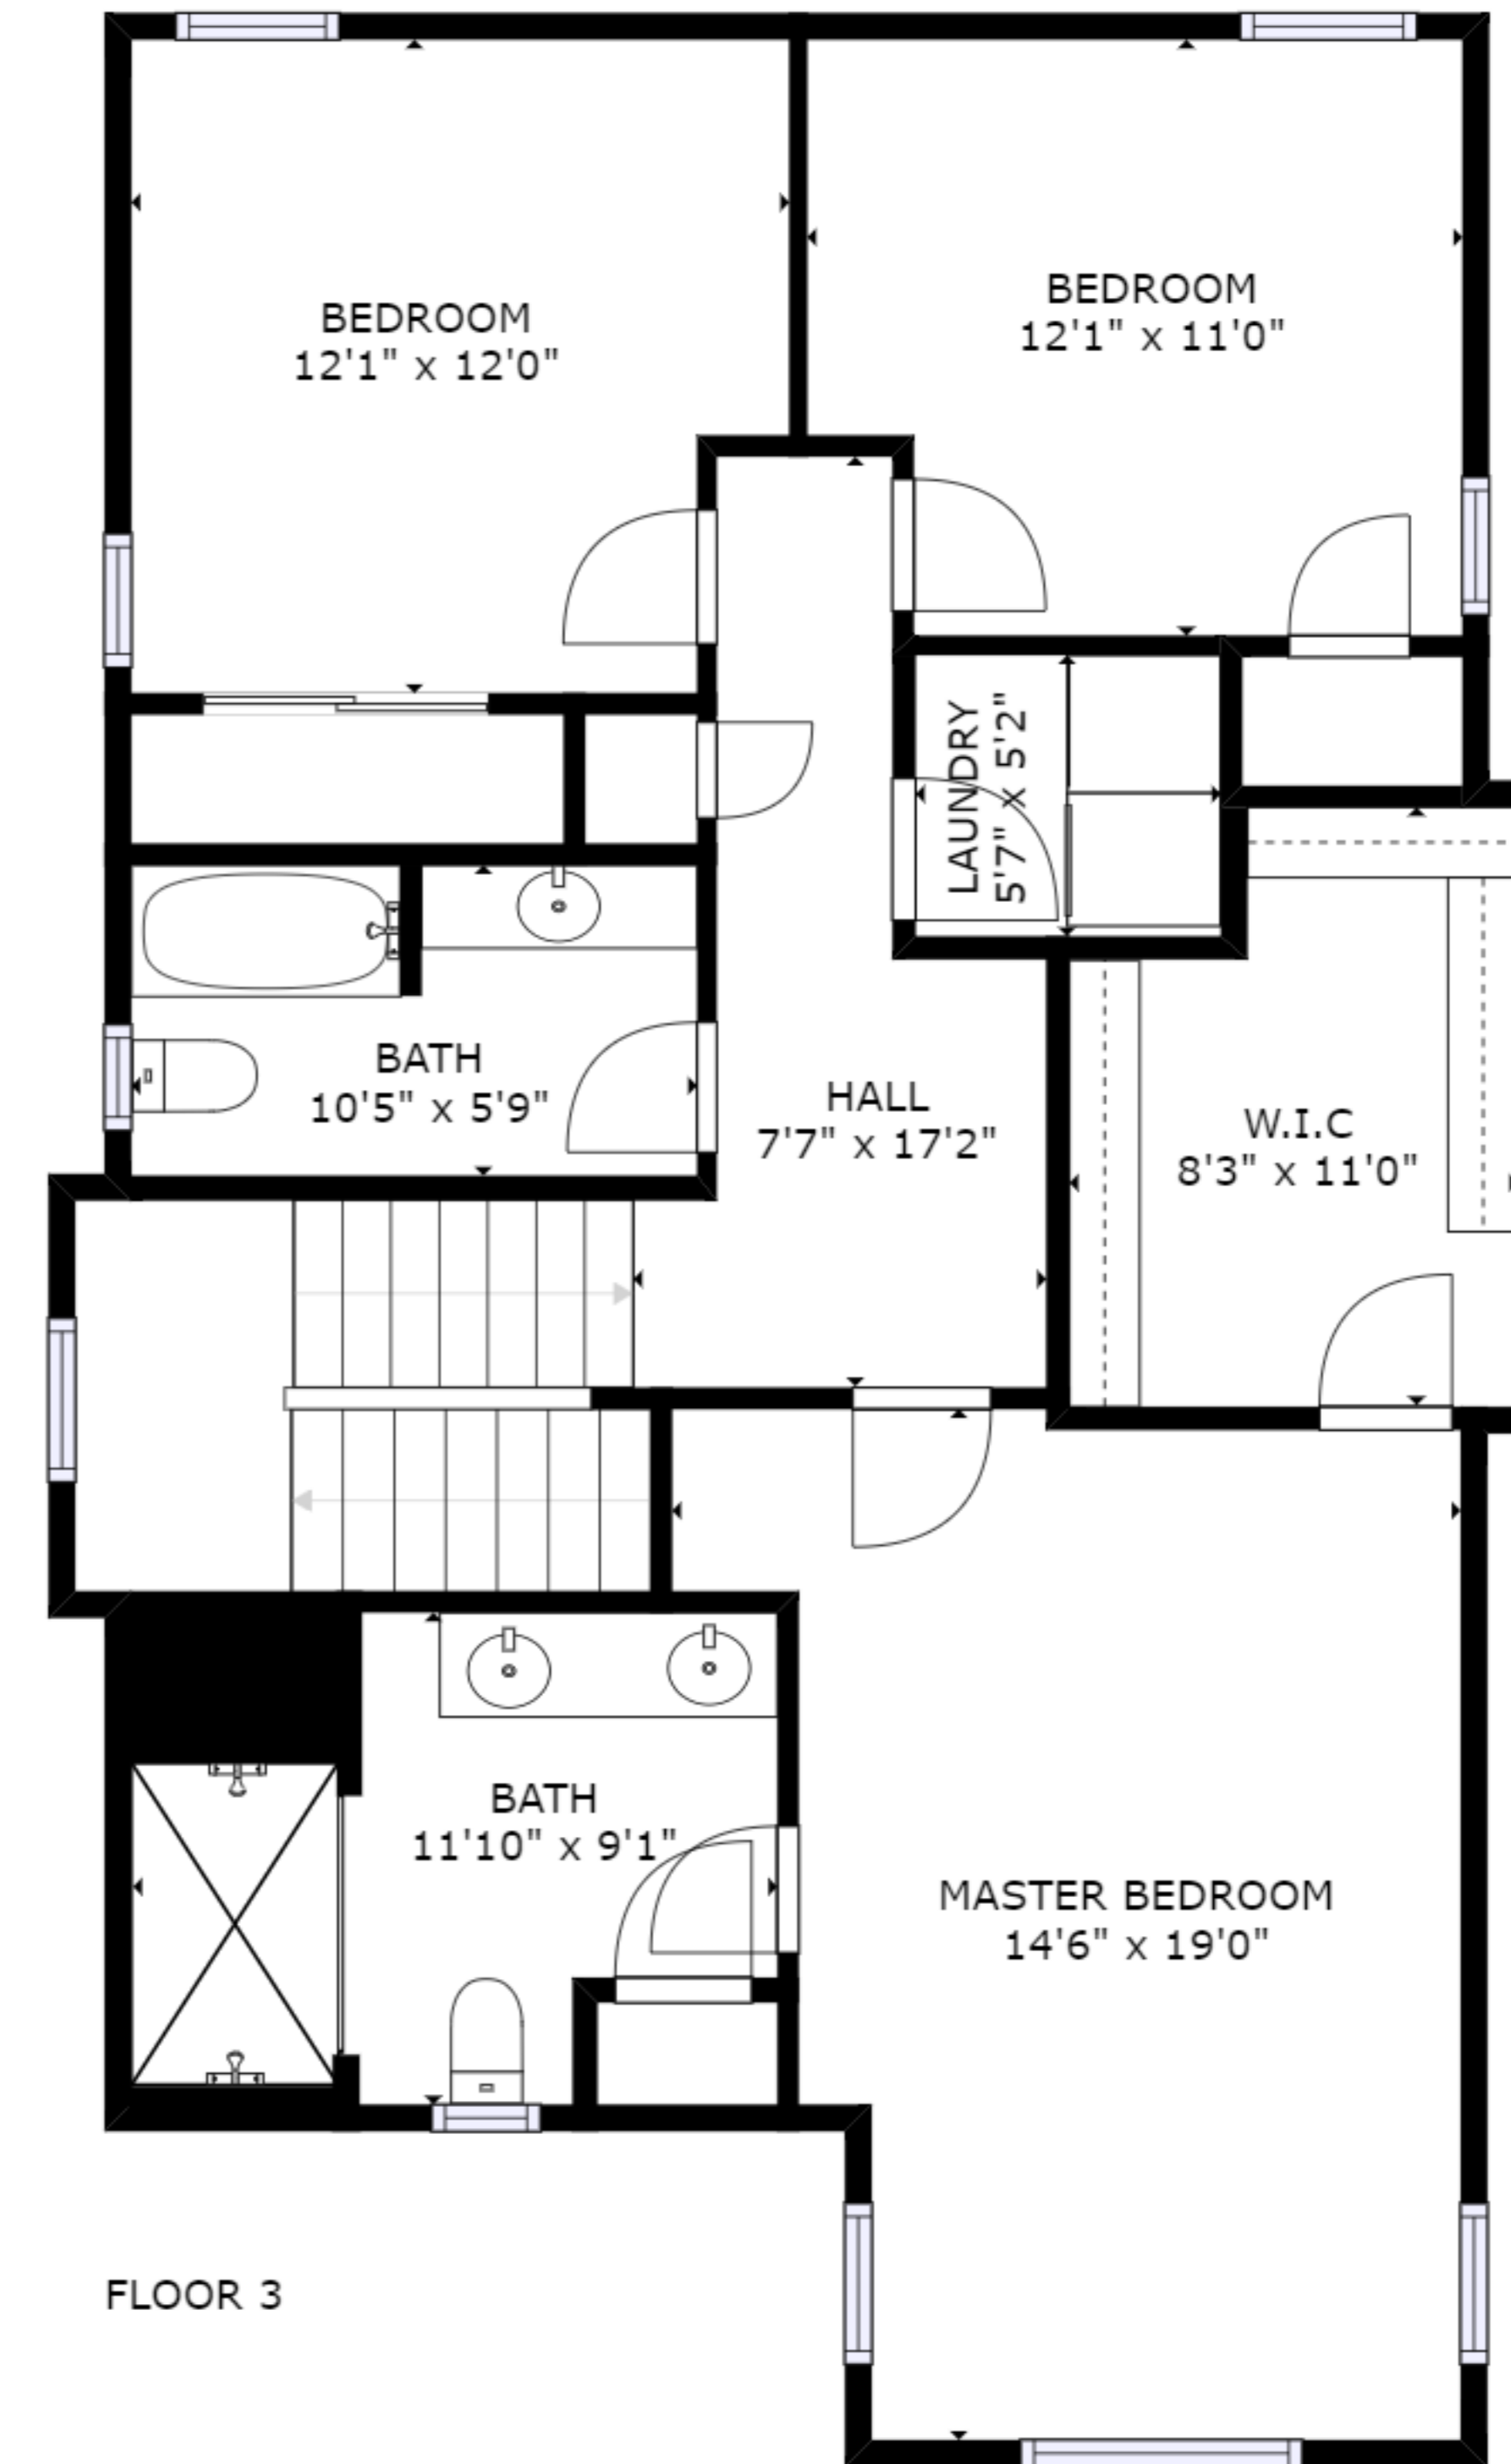 BEDROOM
12'1" x 12'0"
BEDROOM
12'1" x 11'0"
LAUNDRY
5'7" x 5'2"
BATH
10'5" x 5'9"
HALL
7'7" x 17'2"
W.I.C
8'3" x 11'0"
BATH
11'10" x 9'1"
MASTER BEDROOM
14'6" x 19'0"
FLOOR 3